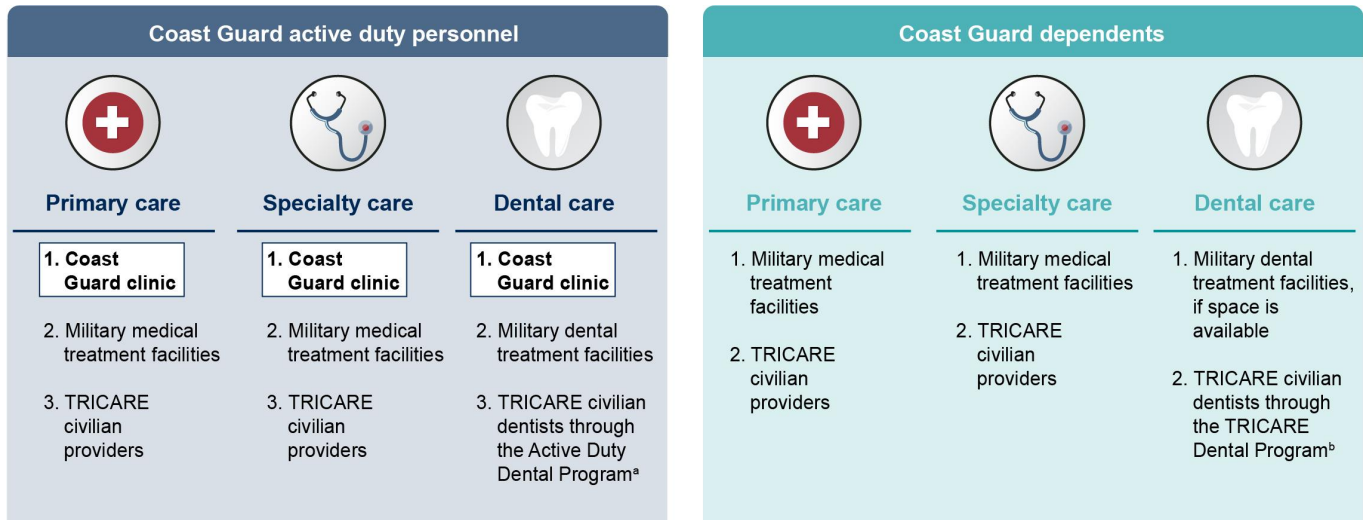 Coast Guard active duty personnel
Primary care
1. Coast
Guard clinic
2. Military medical
treatment facilities
3. TRICARE
civilian
providers
Specialty care
1. Coast
Guard clinic
2. Military medical
treatment facilities
3. TRICARE
civilian
providers
Dental care
1. Coast
Guard clinic
2. Military dental
treatment facilities
3. TRICARE civilian
dentists through
the Active Duty
Dental Programᵃ
Coast Guard dependents
Primary care
1. Military medical
treatment
facilities
2. TRICARE
civilian
providers
Specialty care
1. Military medical
treatment facilities
2. TRICARE
civilian
providers
Dental care
1. Military dental
treatment facilities,
if space is
available
2. TRICARE civilian
dentists through
the TRICARE
Dental Programᵇ